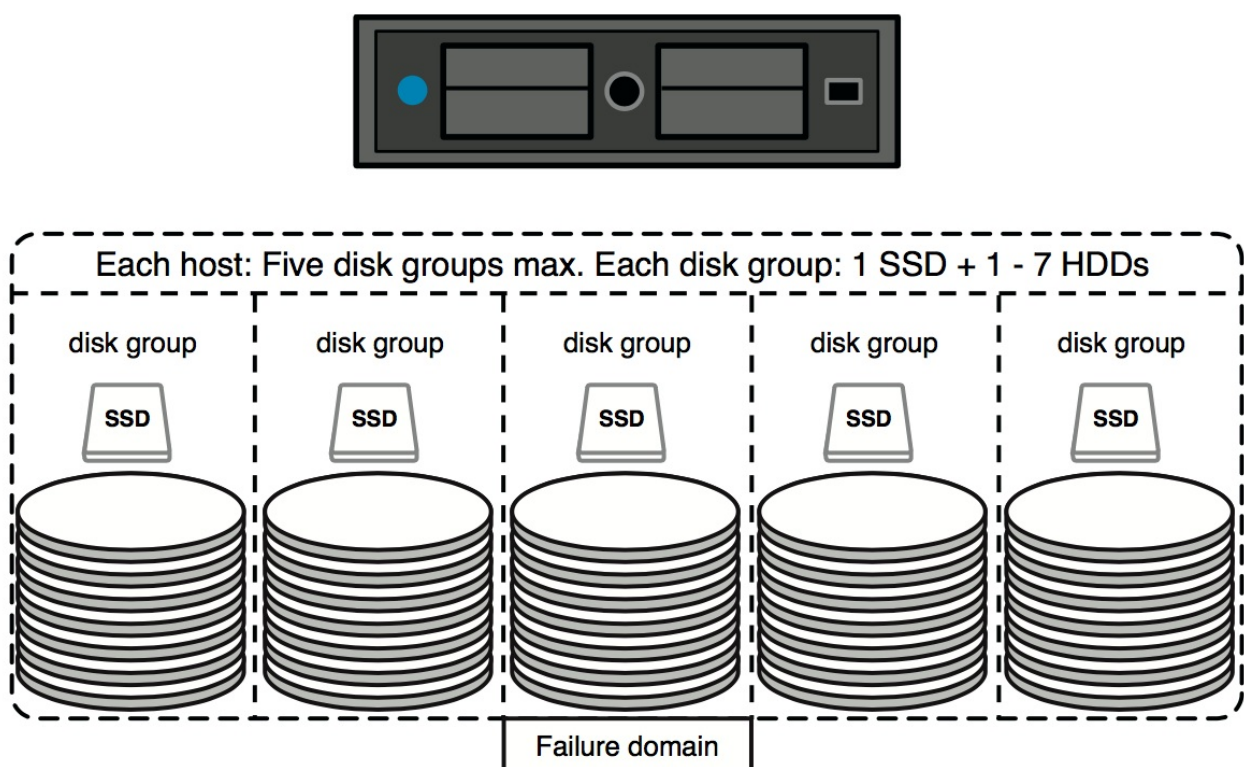 Each host: Five disk groups max. Each disk group: 1 SSD + 1 - 7 HDDs
disk group disk group disk group disk group disk group
SSD SSD SSD SSD SSD
Failure domain